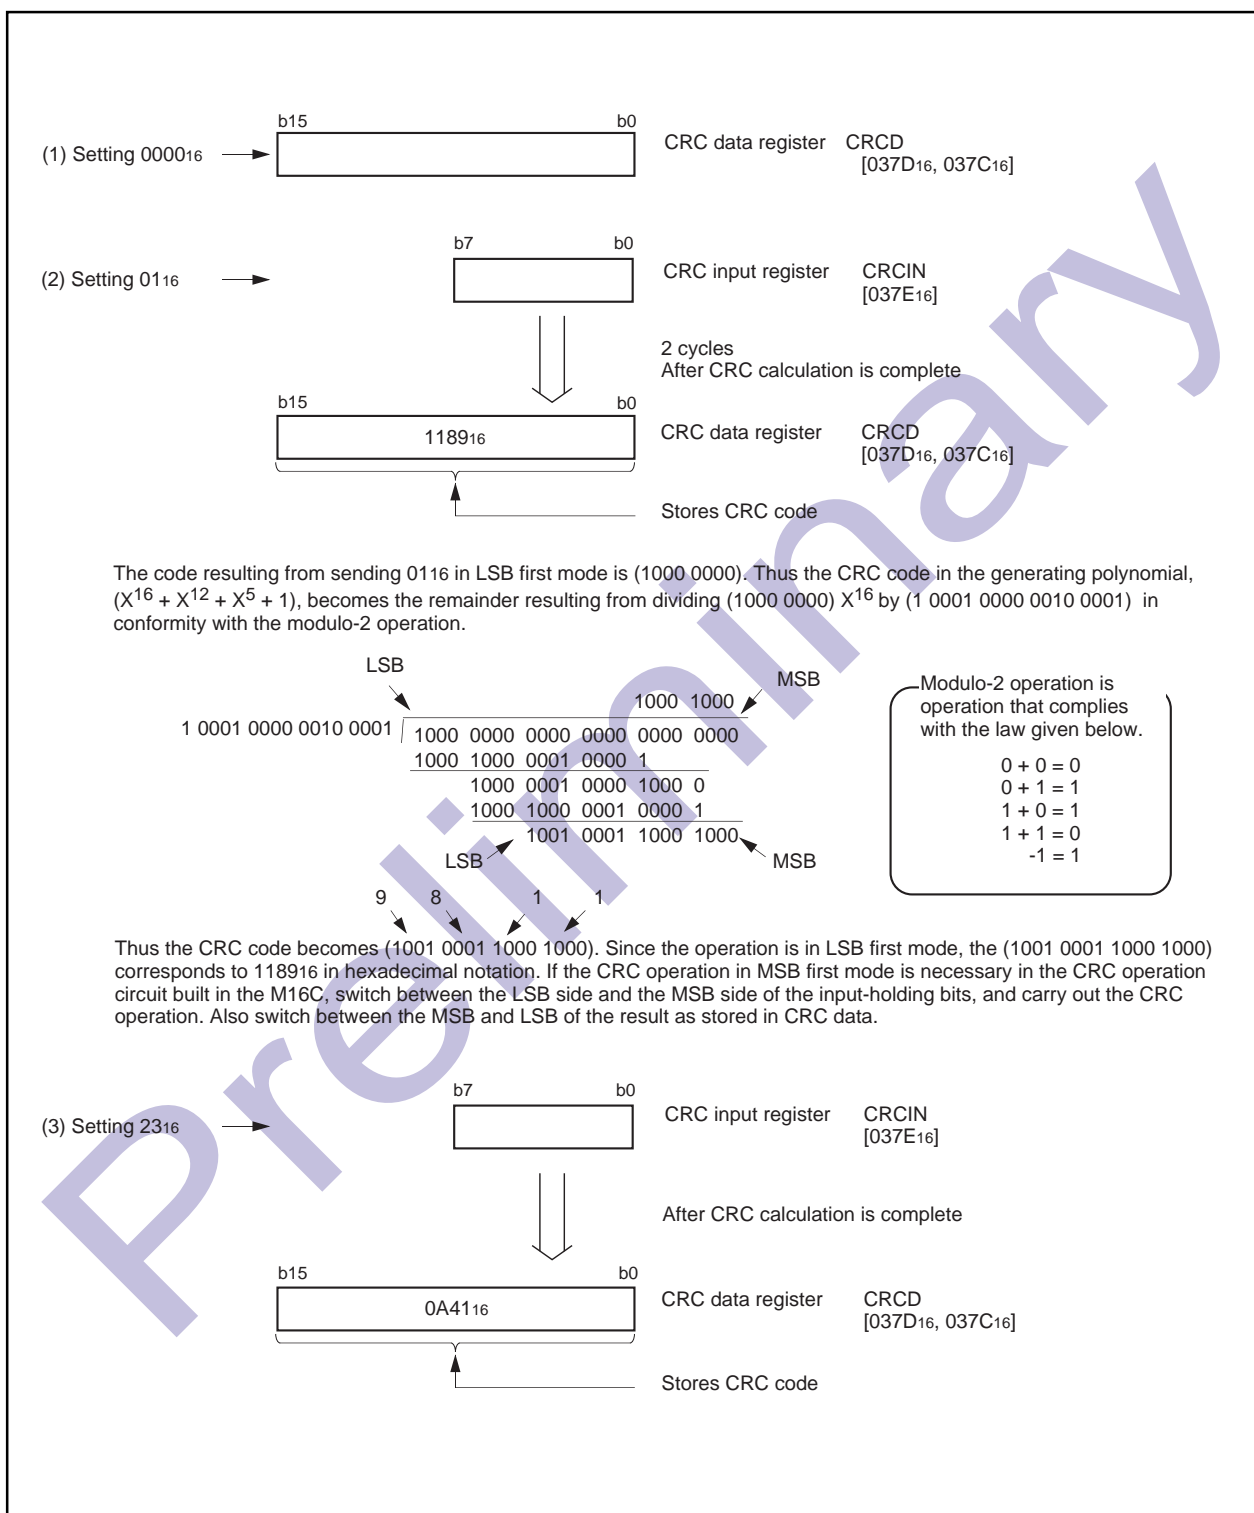 b15 b0
(1) Setting 000016
CRC data register CRCD
[037D16, 037C16]
b7 b0
(2) Setting 0116
CRC input register CRCIN
[037E16]
2 cycles
After CRC calculation is complete
b15 b0
118916
CRC data register CRCD
[037D16, 037C16]
Stores CRC code
The code resulting from sending 0116 in LSB first mode is (1000 0000). Thus the CRC code in the generating polynomial,
(X16 + X12 + X5 + 1), becomes the remainder resulting from dividing (1000 0000) X16 by (1 0001 0000 0010 0001) in
conformity with the modulo-2 operation.
LSB
MSB
1000 1000
1 0001 0000 0010 0001
1000 0000 0000 0000 0000 0000
1000 1000 0001 0000 1
1000 0001 0000 1000 0
1000 1000 0001 0000 1
1001 0001 1000 1000
LSB
MSB
Modulo-2 operation is
operation that complies
with the law given below.
0 + 0 = 0
0 + 1 = 1
1 + 0 = 1
1 + 1 = 0
-1 = 1
9 8 1 1
Thus the CRC code becomes (1001 0001 1000 1000). Since the operation is in LSB first mode, the (1001 0001 1000 1000)
corresponds to 118916 in hexadecimal notation. If the CRC operation in MSB first mode is necessary in the CRC operation
circuit built in the M16C, switch between the LSB side and the MSB side of the input-holding bits, and carry out the CRC
operation. Also switch between the MSB and LSB of the result as stored in CRC data.
b7 b0
(3) Setting 2316
CRC input register CRCIN
[037E16]
After CRC calculation is complete
b15 b0
0A4116
CRC data register CRCD
[037D16, 037C16]
Stores CRC code
Preliminary